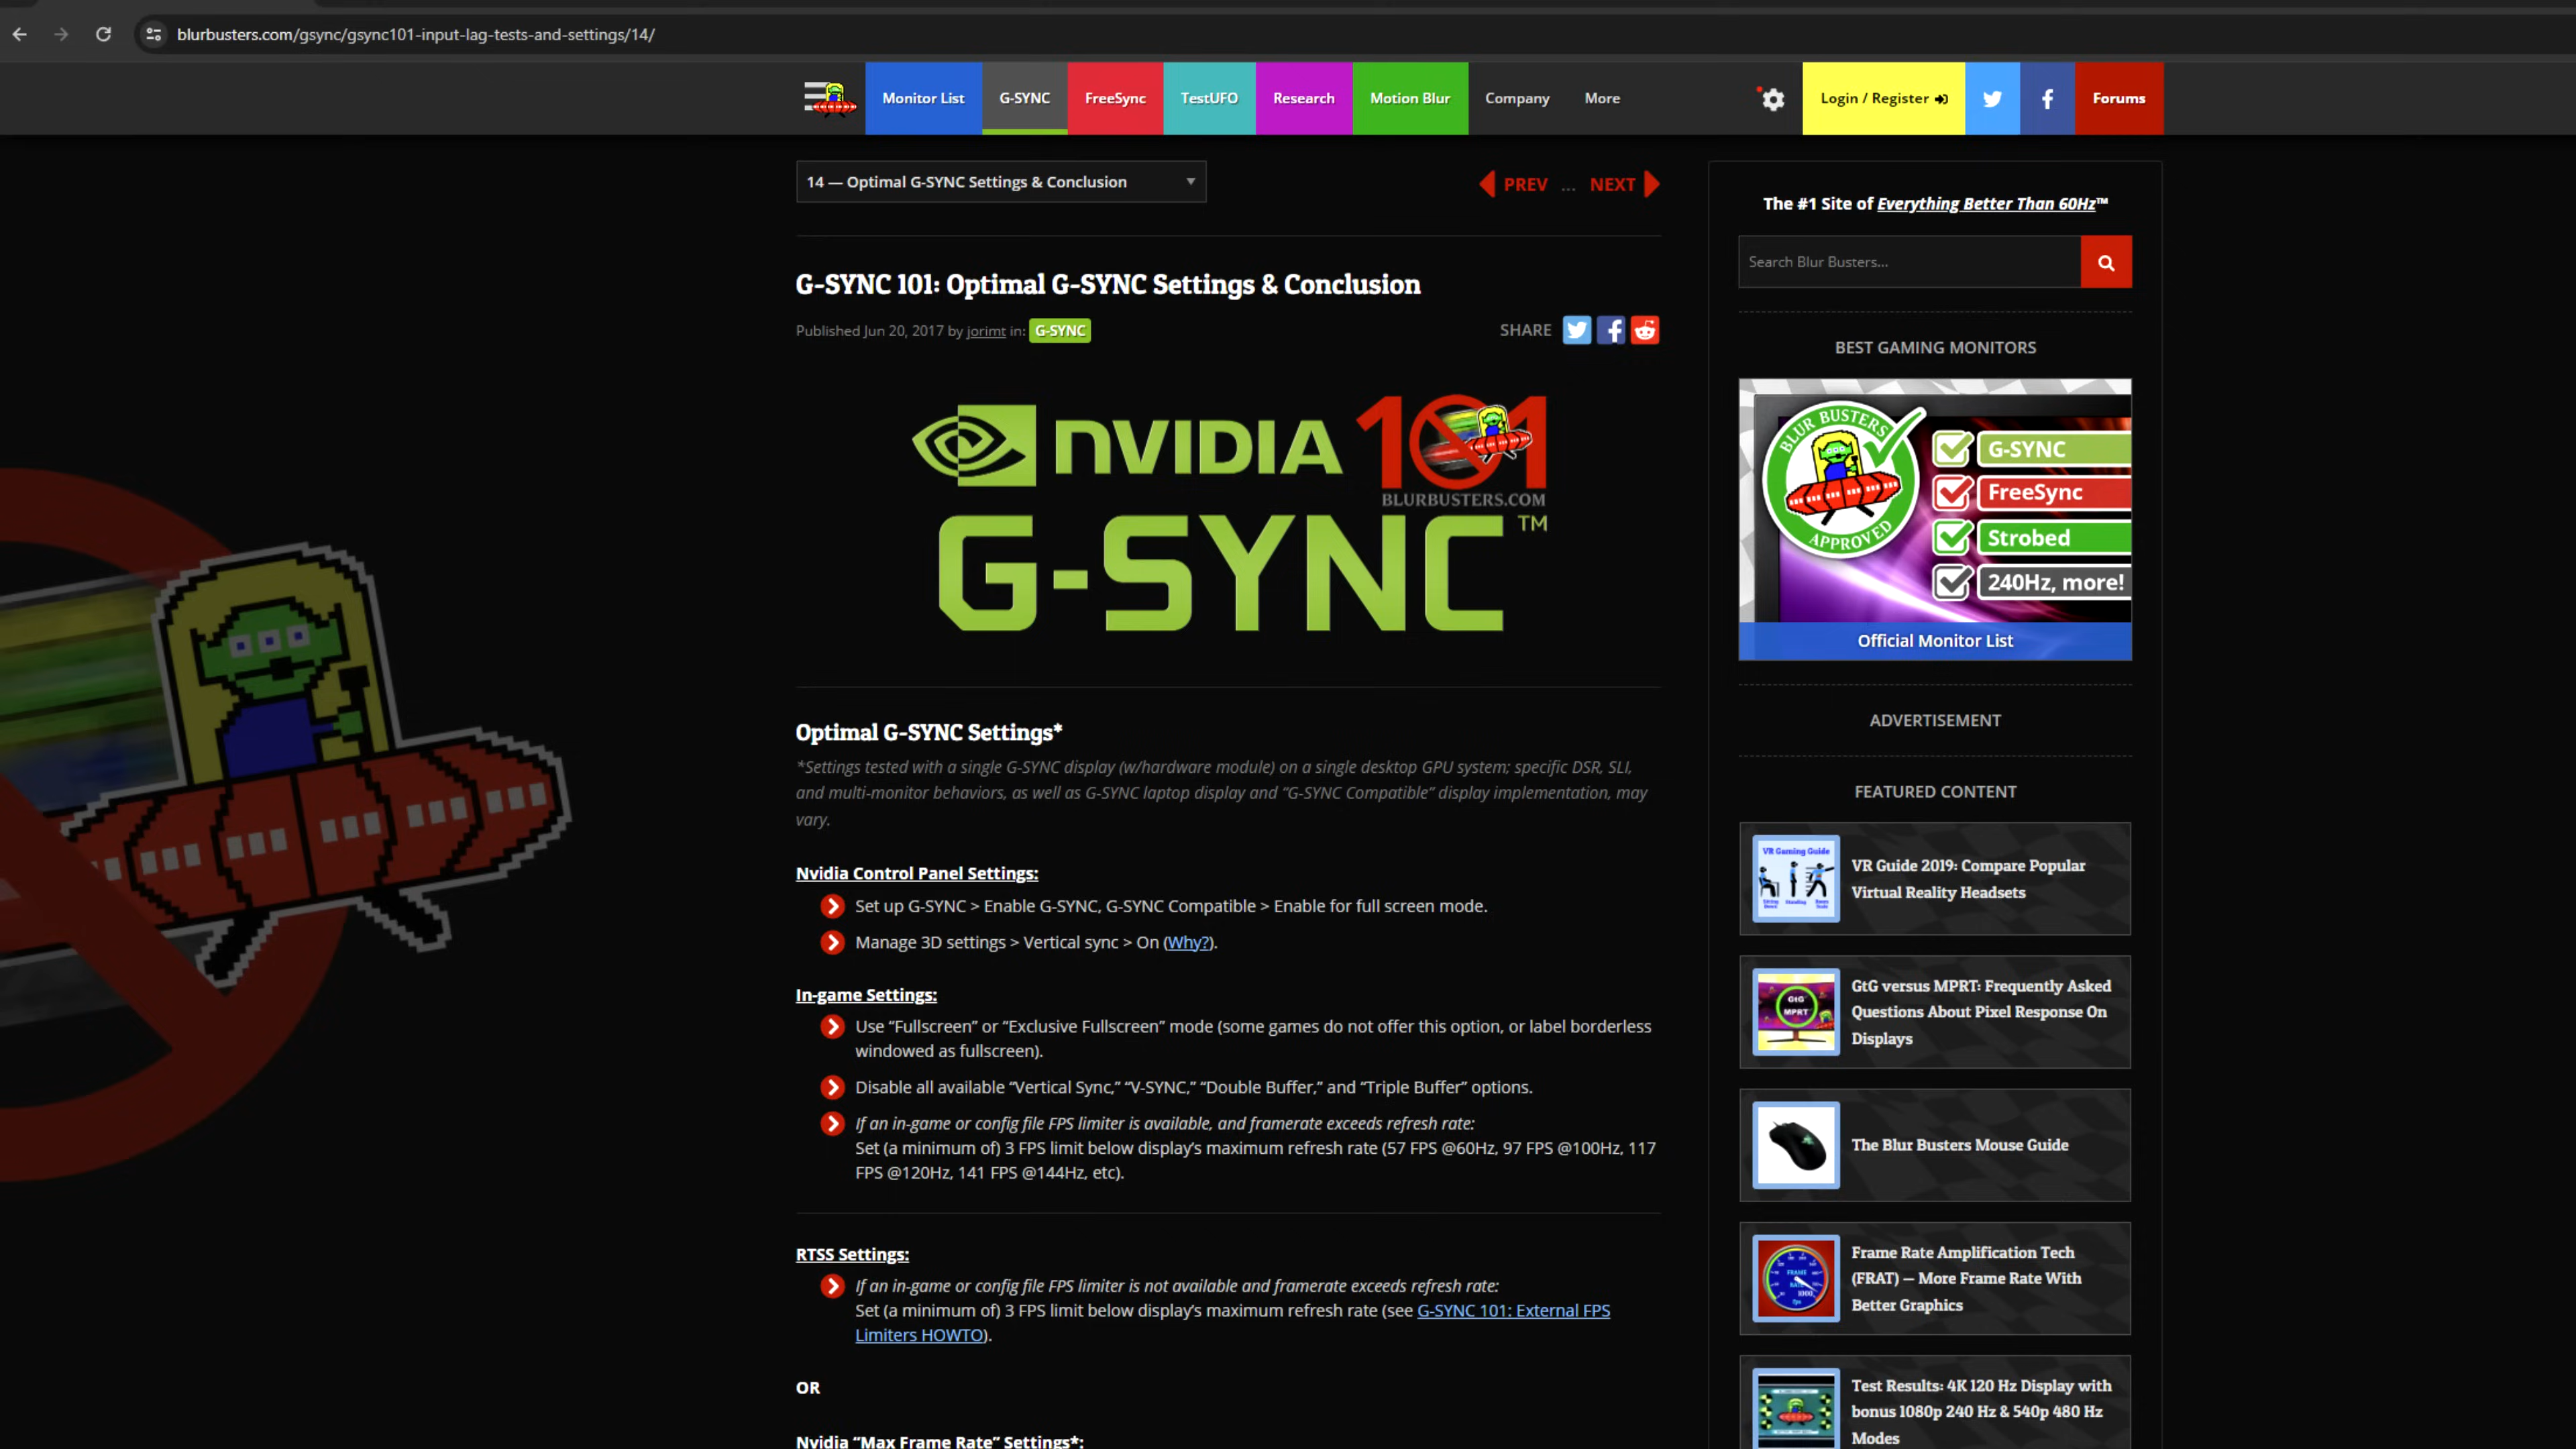 blurbusters.com/gsync/gsync101-input-lag-tests-and-settings/14/
Monitor List
G-SYNC
FreeSync
TestUFO
Research
Motion Blur
Company
More
Login / Register
Forums
14 — Optimal G-SYNC Settings & Conclusion
PREV ... NEXT
G-SYNC 101: Optimal G-SYNC Settings & Conclusion
Published Jun 20, 2017 by jorimt in: G-SYNC
SHARE
NVIDIA 101
BLURBUSTERS.COM
G-SYNC™
Optimal G-SYNC Settings*
*Settings tested with a single G-SYNC display (w/hardware module) on a single desktop GPU system; specific DSR, SLI,
and multi-monitor behaviors, as well as G-SYNC laptop display and “G-SYNC Compatible” display implementation, may
vary.
Nvidia Control Panel Settings:
Set up G-SYNC > Enable G-SYNC, G-SYNC Compatible > Enable for full screen mode.
Manage 3D settings > Vertical sync > On (Why?).
In-game Settings:
Use “Fullscreen” or “Exclusive Fullscreen” mode (some games do not offer this option, or label borderless
windowed as fullscreen).
Disable all available “Vertical Sync,” “V-SYNC,” “Double Buffer,” and “Triple Buffer” options.
If an in-game or config file FPS limiter is available, and framerate exceeds refresh rate:
Set (a minimum of) 3 FPS limit below display’s maximum refresh rate (57 FPS @60Hz, 97 FPS @100Hz, 117
FPS @120Hz, 141 FPS @144Hz, etc).
RTSS Settings:
If an in-game or config file FPS limiter is not available and framerate exceeds refresh rate:
Set (a minimum of) 3 FPS limit below display’s maximum refresh rate (see G-SYNC 101: External FPS
Limiters HOWTO).
OR
Nvidia “Max Frame Rate” Settings*:
The #1 Site of Everything Better Than 60Hz™
Search Blur Busters...
BEST GAMING MONITORS
BLUR BUSTERS
APPROVED
G-SYNC
FreeSync
Strobed
240Hz, more!
Official Monitor List
ADVERTISEMENT
FEATURED CONTENT
VR Gaming Guide
VR Guide 2019: Compare Popular
Virtual Reality Headsets
GtG
MPRT
GtG versus MPRT: Frequently Asked
Questions About Pixel Response On
Displays
The Blur Busters Mouse Guide
FRAME
RATE
1000
Frame Rate Amplification Tech
(FRAT) — More Frame Rate With
Better Graphics
Test Results: 4K 120 Hz Display with
bonus 1080p 240 Hz & 540p 480 Hz
Modes